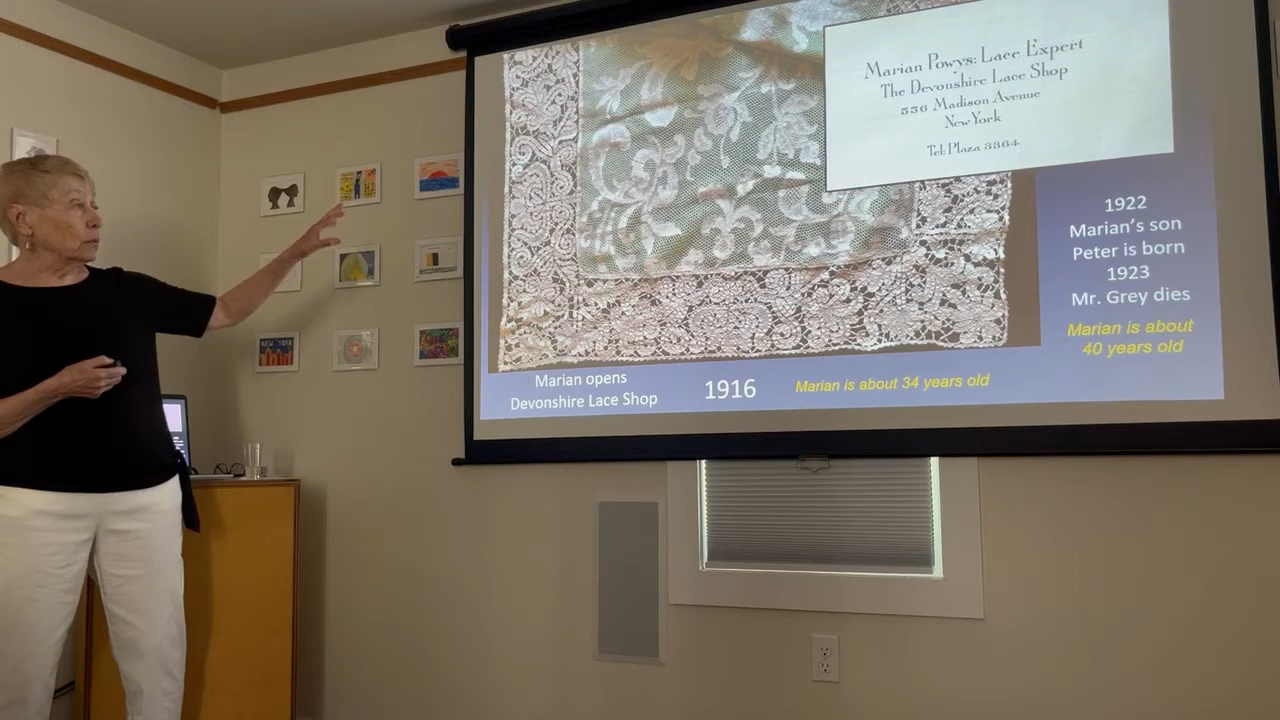 Marian Powys: Lace Expert
The Devonshire Lace Shop
556 Madison Avenue
New York
Tel: Plaza 3364
1922
Marian's son
Peter is born
1923
Mr. Grey dies
Marian is about
40 years old
Marian opens
Devonshire Lace Shop
1916
Marian is about 34 years old
NEW YORK